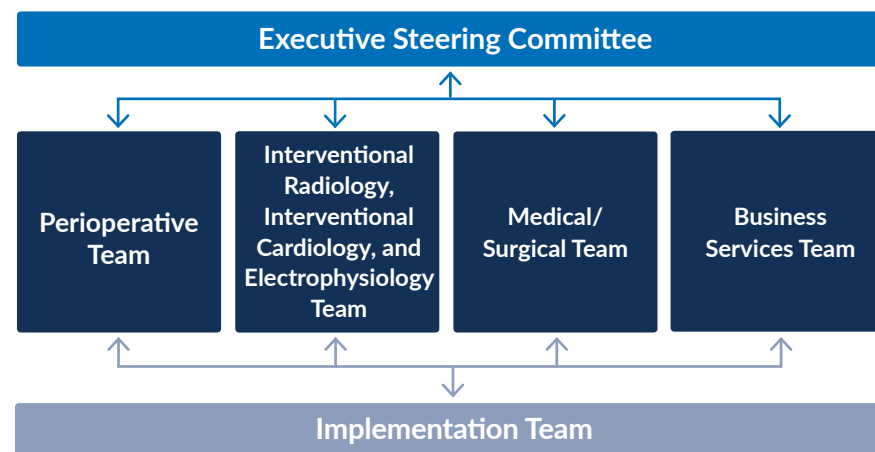 Executive Steering Committee
Perioperative
Team
Interventional
Radiology,
Interventional
Cardiology, and
Electrophysiology
Team
Medical/
Surgical Team
Business
Services Team
Implementation Team